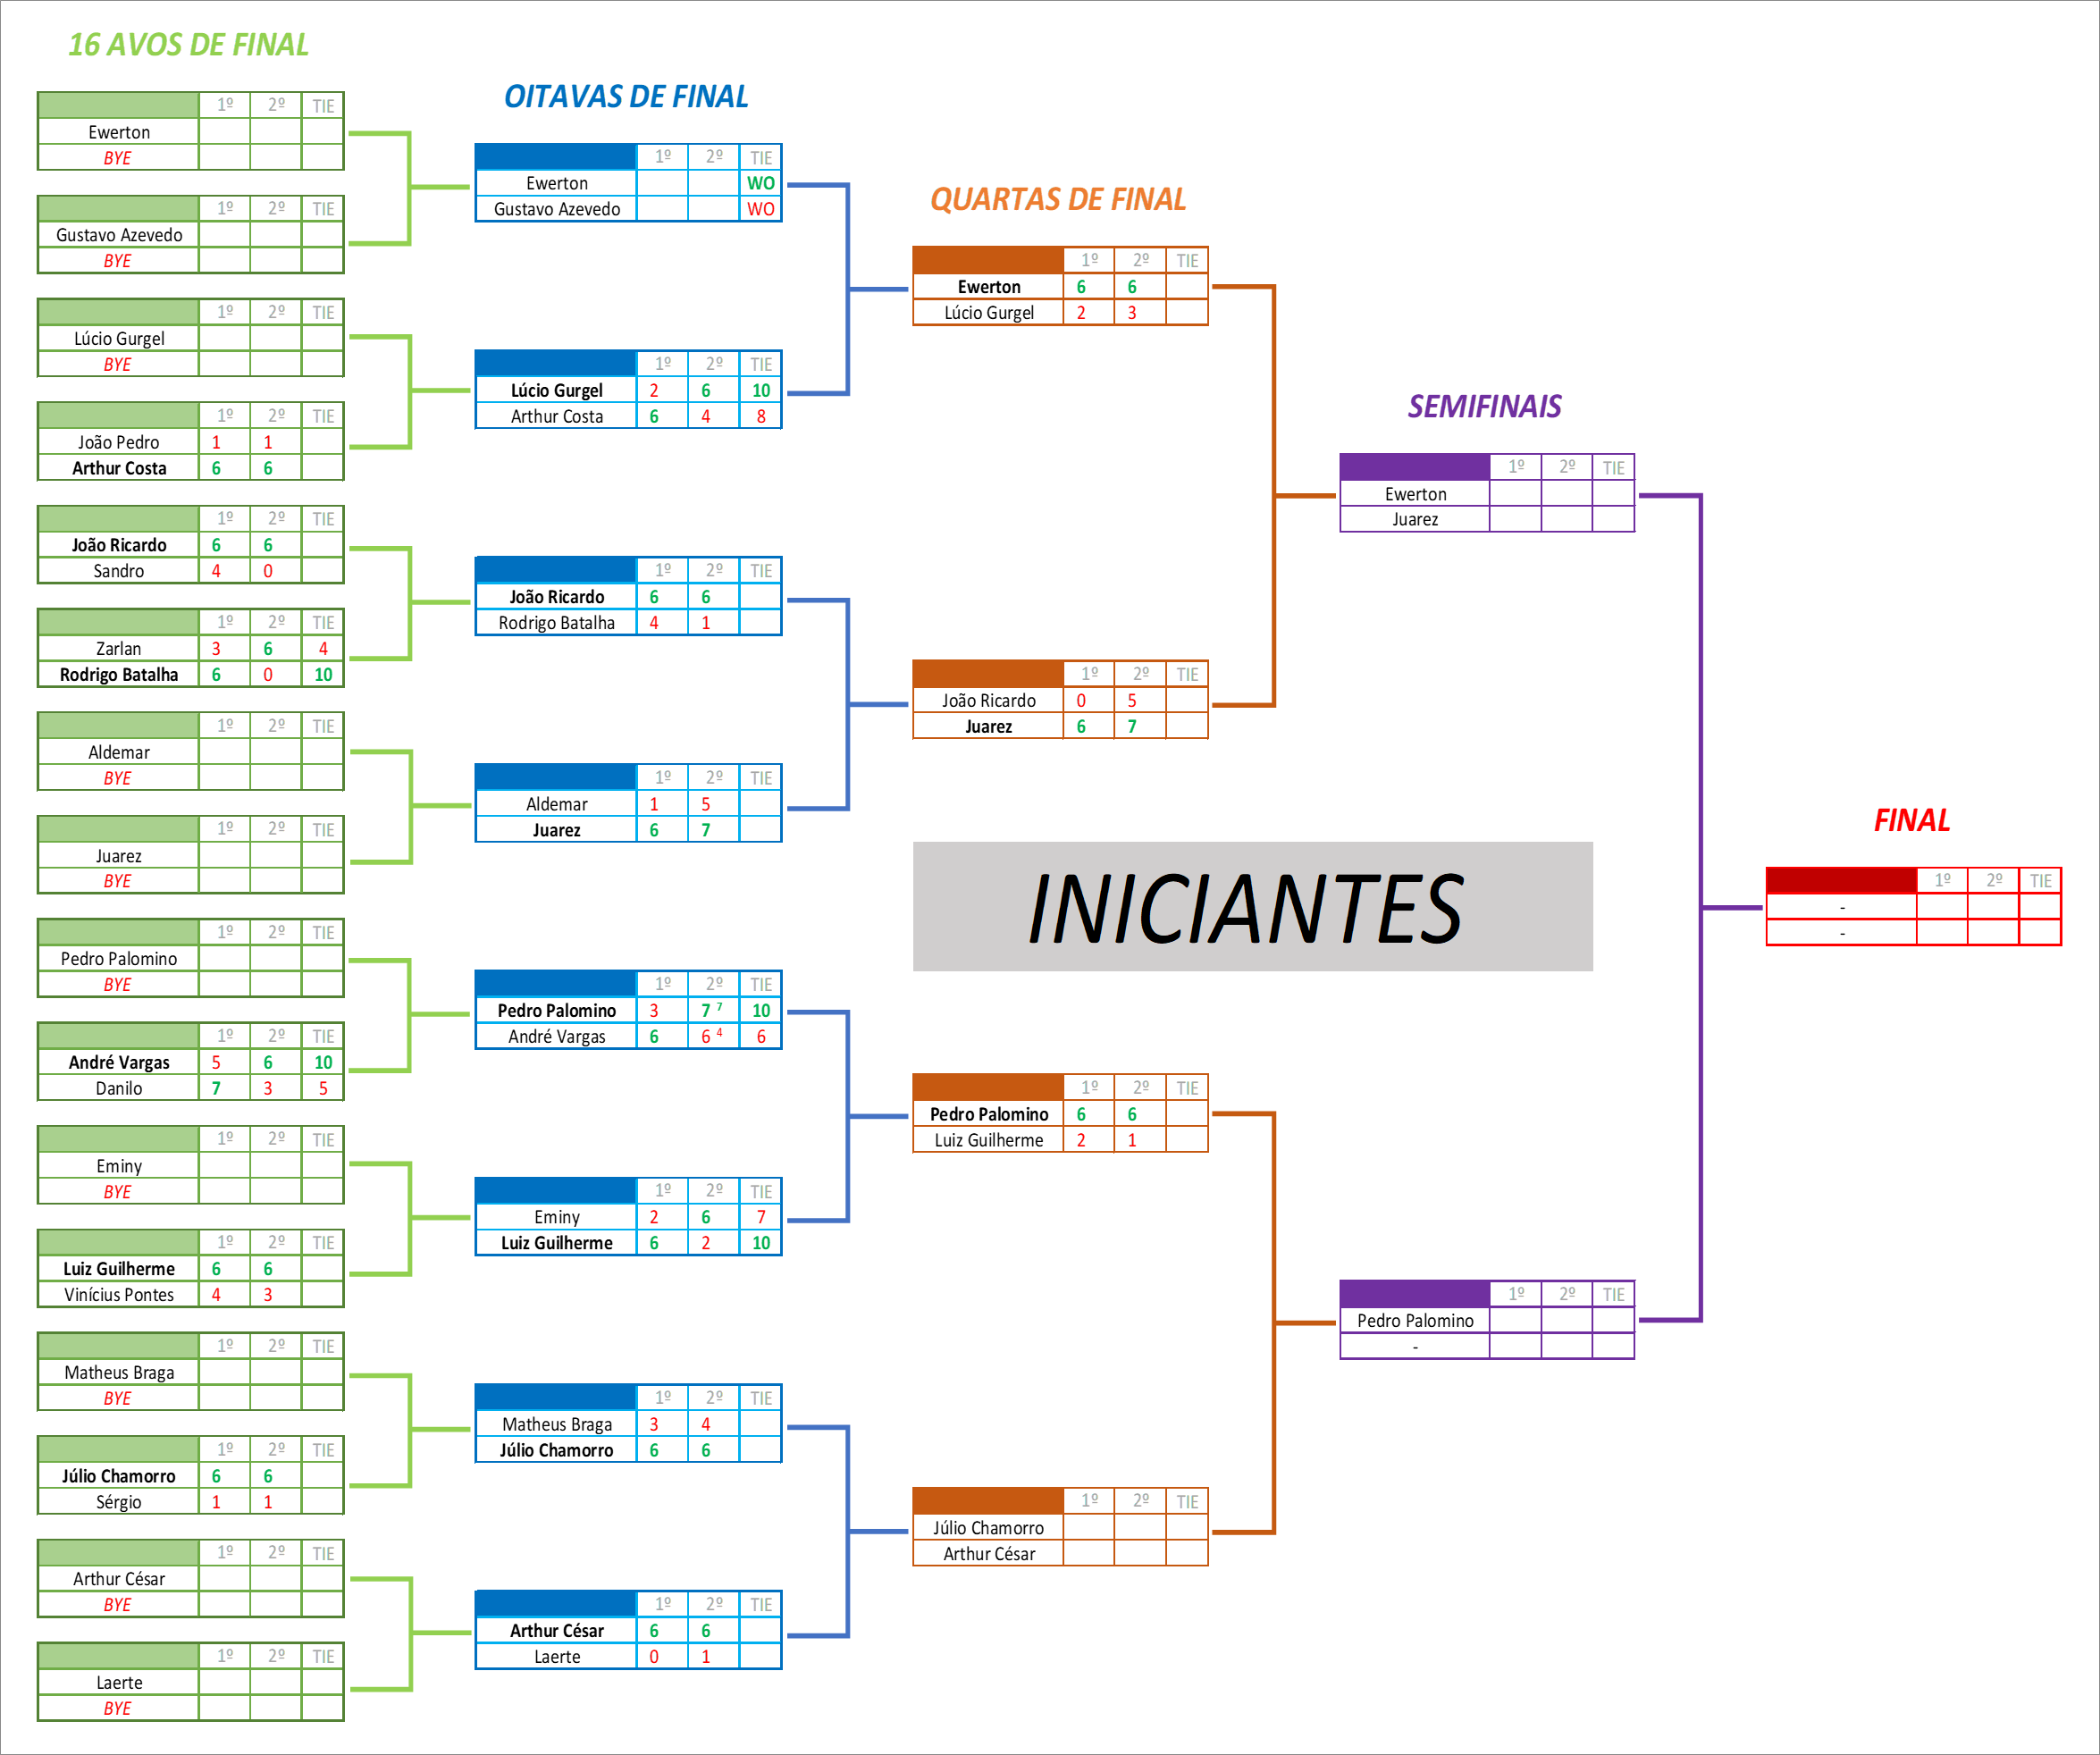 16 AVOS DE FINAL
1º 2º TIE
Ewerton
BYE
1º 2º TIE
Gustavo Azevedo
BYE
1º 2º TIE
Lúcio Gurgel
BYE
1º 2º TIE
João Pedro 1 1
Arthur Costa 6 6
1º 2º TIE
João Ricardo 6 6
Sandro 4 0
1º 2º TIE
Zarlan 3 6 4
Rodrigo Batalha 6 0 10
1º 2º TIE
Aldemar
BYE
1º 2º TIE
Juarez
BYE
1º 2º TIE
Pedro Palomino
BYE
1º 2º TIE
André Vargas 5 6 10
Danilo 7 3 5
1º 2º TIE
Eminy
BYE
1º 2º TIE
Luiz Guilherme 6 6
Vinícius Pontes 4 3
1º 2º TIE
Matheus Braga
BYE
1º 2º TIE
Júlio Chamorro 6 6
Sérgio 1 1
1º 2º TIE
Arthur César
BYE
1º 2º TIE
Laerte
BYE
OITAVAS DE FINAL
1º 2º TIE
Ewerton WO
Gustavo Azevedo WO
1º 2º TIE
Lúcio Gurgel 2 6 10
Arthur Costa 6 4 8
1º 2º TIE
João Ricardo 6 6
Rodrigo Batalha 4 1
1º 2º TIE
Aldemar 1 5
Juarez 6 7
1º 2º TIE
Pedro Palomino 3 7 7 10
André Vargas 6 6 4 6
1º 2º TIE
Eminy 2 6 7
Luiz Guilherme 6 2 10
1º 2º TIE
Matheus Braga 3 4
Júlio Chamorro 6 6
1º 2º TIE
Arthur César 6 6
Laerte 0 1
QUARTAS DE FINAL
1º 2º TIE
Ewerton 6 6
Lúcio Gurgel 2 3
1º 2º TIE
João Ricardo 0 5
Juarez 6 7
INICIANTES
1º 2º TIE
Pedro Palomino 6 6
Luiz Guilherme 2 1
1º 2º TIE
Júlio Chamorro
Arthur César
SEMIFINAIS
1º 2º TIE
Ewerton
Juarez
1º 2º TIE
Pedro Palomino
-
FINAL
1º 2º TIE
-
-